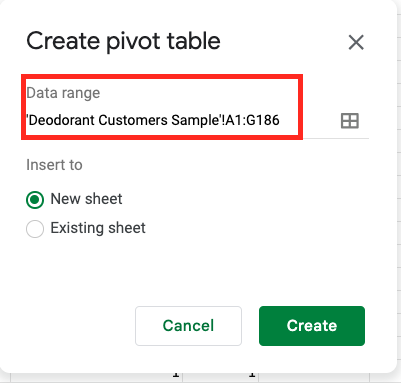 Create pivot table
Data range
'Deodorant Customers Sample'!A1:G186
Insert to
New sheet
Existing sheet
Cancel
Create